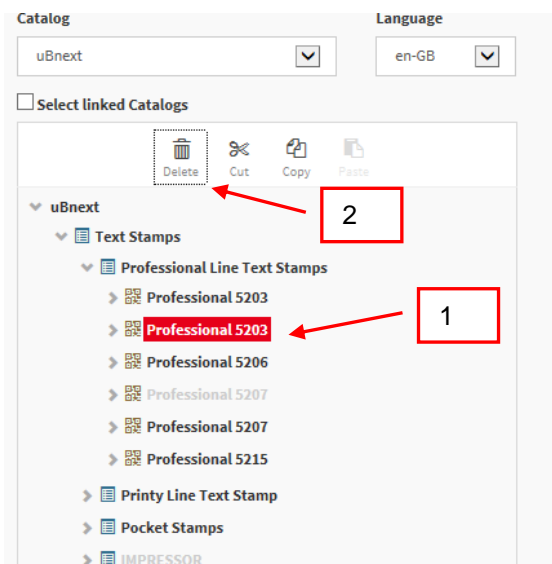 Catalog Language
uBnext en-GB
Select linked Catalogs
Delete Cut Copy Paste
uBnext
2
Text Stamps
Professional Line Text Stamps
Professional 5203
1
Professional 5203
Professional 5206
Professional 5207
Professional 5207
Professional 5215
Printy Line Text Stamp
Pocket Stamps
IMPRESSOR